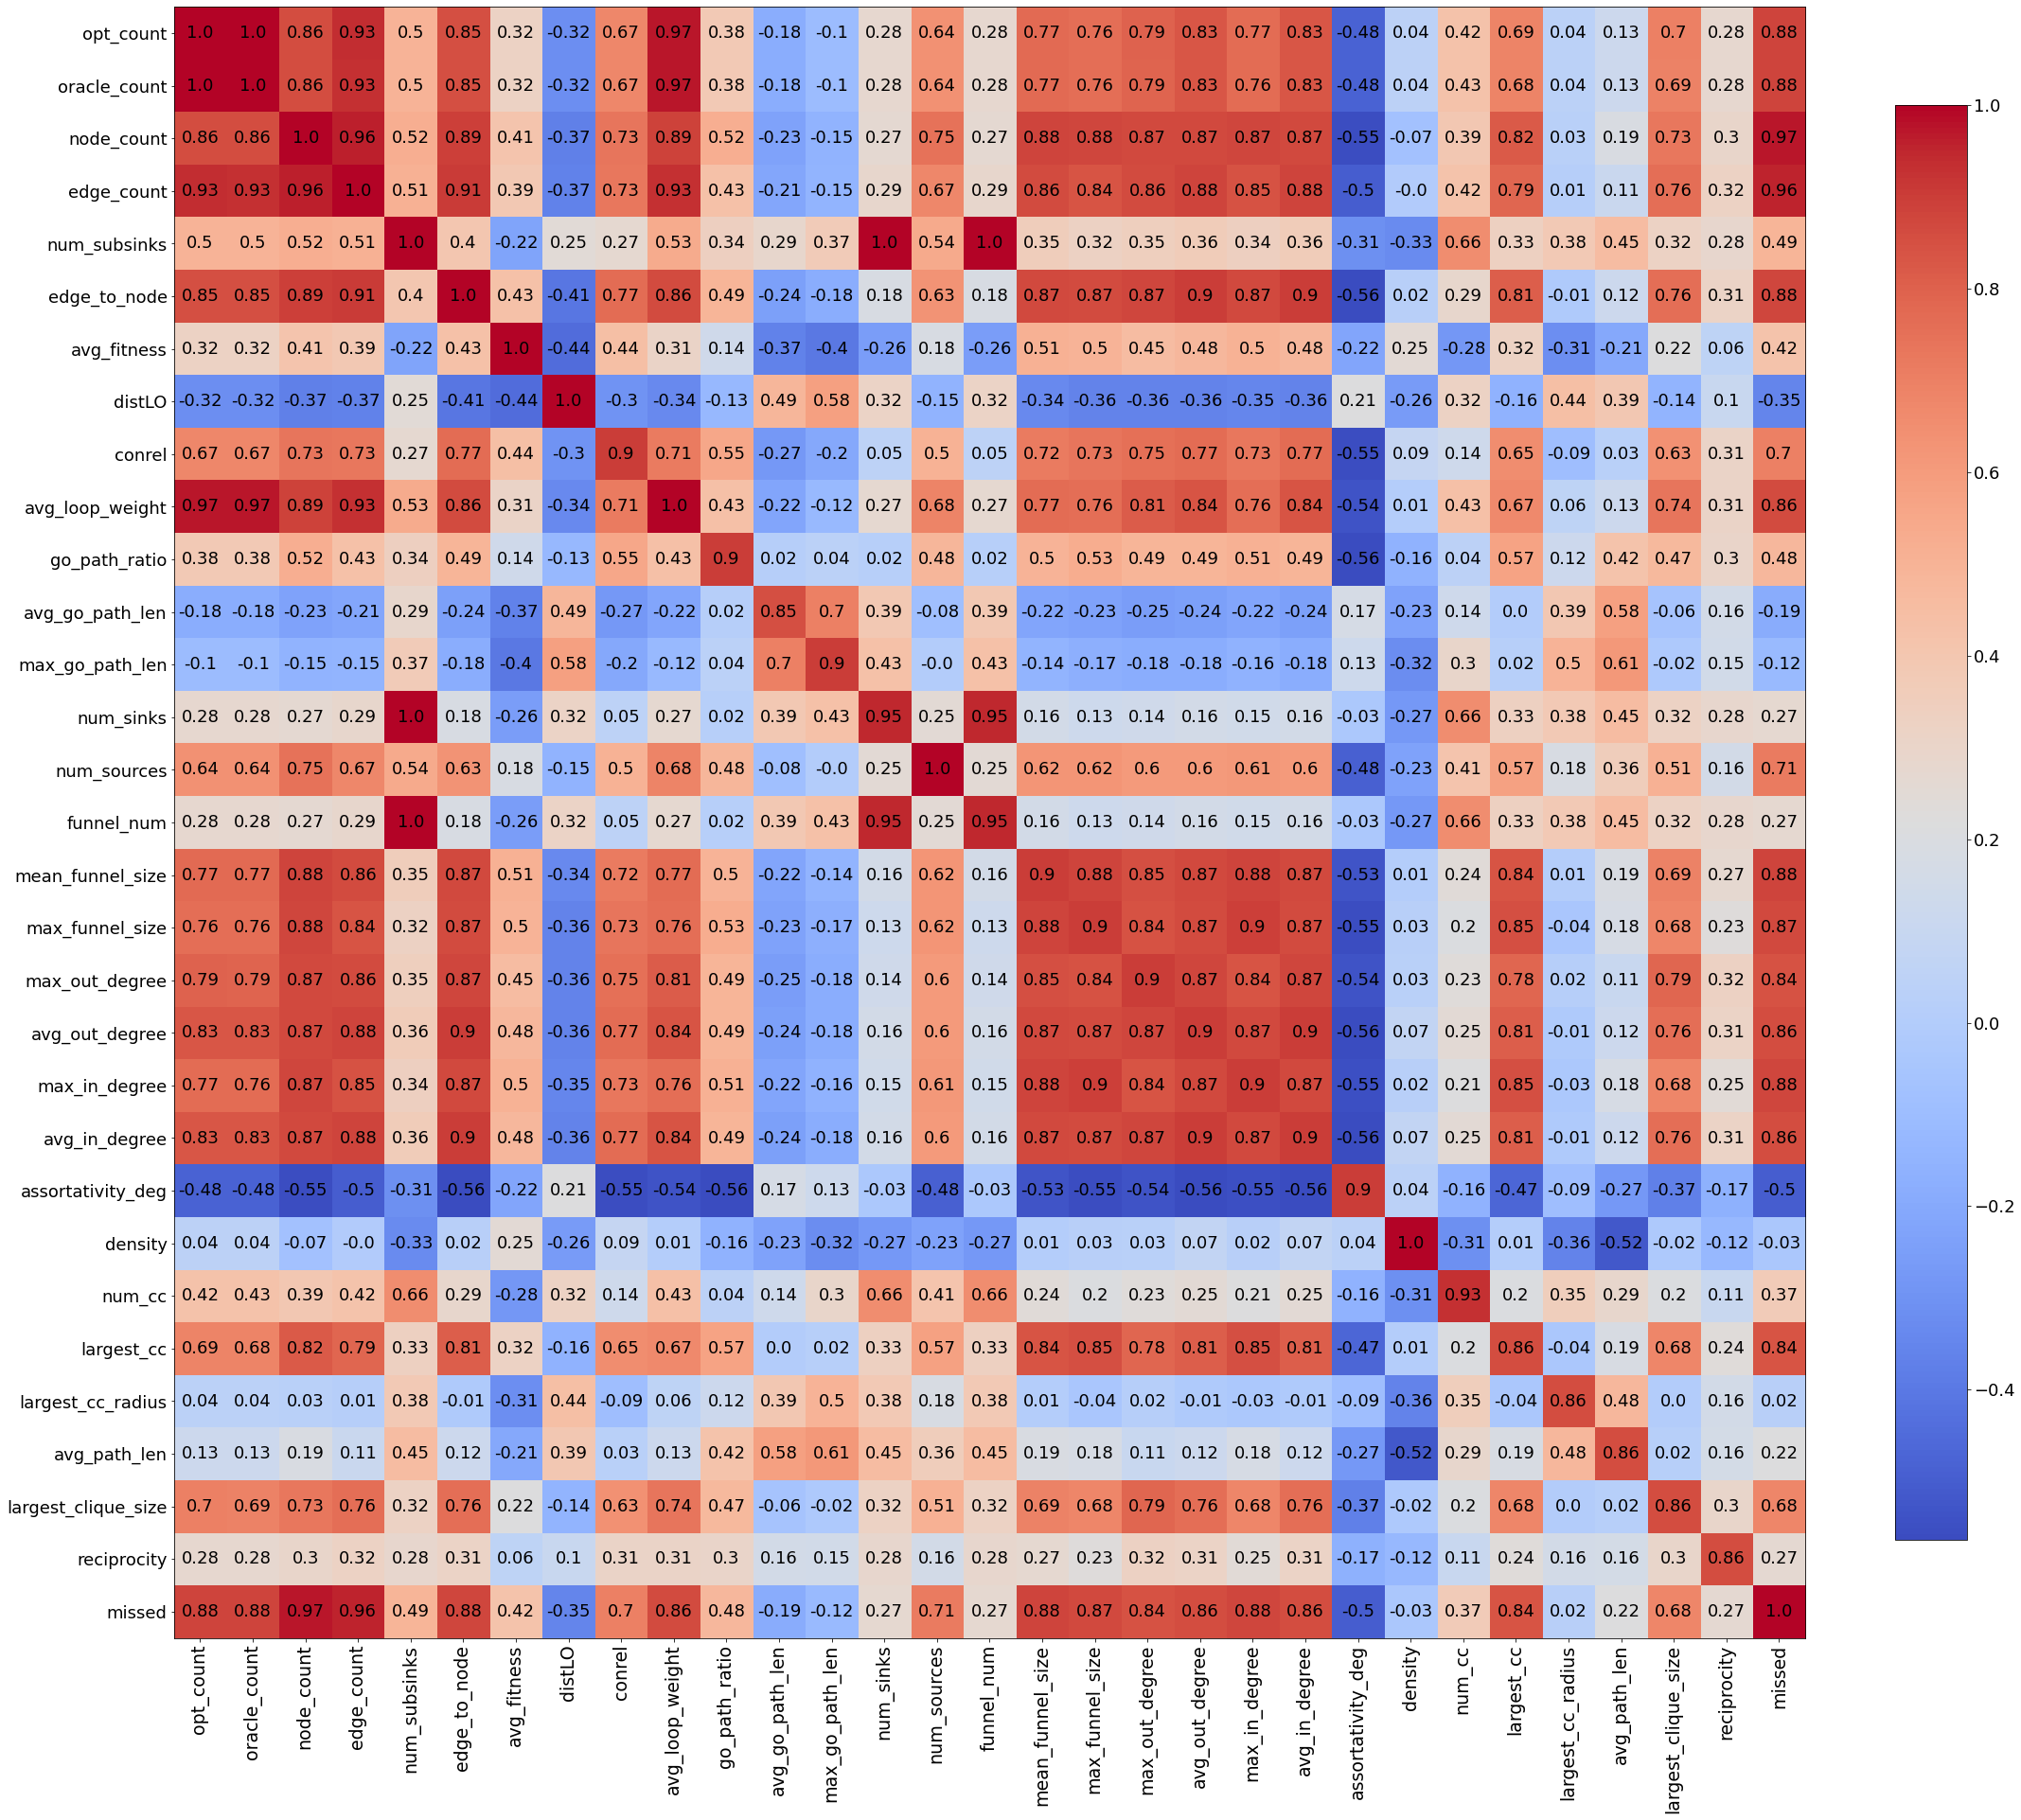 opt_count 1.0 1.0 0.86 0.93 0.5 0.85 0.32 -0.32 0.67 0.97 0.38 -0.18 -0.1 0.28 0.64 0.28 0.77 0.76 0.79 0.83 0.77 0.83 -0.48 0.04 0.42 0.69 0.04 0.13 0.7 0.28 0.88
oracle_count 1.0 1.0 0.86 0.93 0.5 0.85 0.32 -0.32 0.67 0.97 0.38 -0.18 -0.1 0.28 0.64 0.28 0.77 0.76 0.79 0.83 0.76 0.83 -0.48 0.04 0.43 0.68 0.04 0.13 0.69 0.28 0.88
node_count 0.86 0.86 1.0 0.96 0.52 0.89 0.41 -0.37 0.73 0.89 0.52 -0.23 -0.15 0.27 0.75 0.27 0.88 0.88 0.87 0.87 0.87 0.87 -0.55 -0.07 0.39 0.82 0.03 0.19 0.73 0.3 0.97
edge_count 0.93 0.93 0.96 1.0 0.51 0.91 0.39 -0.37 0.73 0.93 0.43 -0.21 -0.15 0.29 0.67 0.29 0.86 0.84 0.86 0.88 0.85 0.88 -0.5 -0.0 0.42 0.79 0.01 0.11 0.76 0.32 0.96
num_subsinks 0.5 0.5 0.52 0.51 1.0 0.4 -0.22 0.25 0.27 0.53 0.34 0.29 0.37 1.0 0.54 1.0 0.35 0.32 0.35 0.36 0.34 0.36 -0.31 -0.33 0.66 0.33 0.38 0.45 0.32 0.28 0.49
edge_to_node 0.85 0.85 0.89 0.91 0.4 1.0 0.43 -0.41 0.77 0.86 0.49 -0.24 -0.18 0.18 0.63 0.18 0.87 0.87 0.87 0.9 0.87 0.9 -0.56 0.02 0.29 0.81 -0.01 0.12 0.76 0.31 0.88
avg_fitness 0.32 0.32 0.41 0.39 -0.22 0.43 1.0 -0.44 0.44 0.31 0.14 -0.37 -0.4 -0.26 0.18 -0.26 0.51 0.5 0.45 0.48 0.5 0.48 -0.22 0.25 -0.28 0.32 -0.31 -0.21 0.22 0.06 0.42
distLO -0.32 -0.32 -0.37 -0.37 0.25 -0.41 -0.44 1.0 -0.3 -0.34 -0.13 0.49 0.58 0.32 -0.15 0.32 -0.34 -0.36 -0.36 -0.36 -0.35 -0.36 0.21 -0.26 0.32 -0.16 0.44 0.39 -0.14 0.1 -0.35
conrel 0.67 0.67 0.73 0.73 0.27 0.77 0.44 -0.3 0.9 0.71 0.55 -0.27 -0.2 0.05 0.5 0.05 0.72 0.73 0.75 0.77 0.73 0.77 -0.55 0.09 0.14 0.65 -0.09 0.03 0.63 0.31 0.7
avg_loop_weight 0.97 0.97 0.89 0.93 0.53 0.86 0.31 -0.34 0.71 1.0 0.43 -0.22 -0.12 0.27 0.68 0.27 0.77 0.76 0.81 0.84 0.76 0.84 -0.54 0.01 0.43 0.67 0.06 0.13 0.74 0.31 0.86
go_path_ratio 0.38 0.38 0.52 0.43 0.34 0.49 0.14 -0.13 0.55 0.43 0.9 0.02 0.04 0.02 0.48 0.02 0.5 0.53 0.49 0.49 0.51 0.49 -0.56 -0.16 0.04 0.57 0.12 0.42 0.47 0.3 0.48
avg_go_path_len -0.18 -0.18 -0.23 -0.21 0.29 -0.24 -0.37 0.49 -0.27 -0.22 0.02 0.85 0.7 0.39 -0.08 0.39 -0.22 -0.23 -0.25 -0.24 -0.22 -0.24 0.17 -0.23 0.14 0.0 0.39 0.58 -0.06 0.16 -0.19
max_go_path_len -0.1 -0.1 -0.15 -0.15 0.37 -0.18 -0.4 0.58 -0.2 -0.12 0.04 0.7 0.9 0.43 -0.0 0.43 -0.14 -0.17 -0.18 -0.18 -0.16 -0.18 0.13 -0.32 0.3 0.02 0.5 0.61 -0.02 0.15 -0.12
num_sinks 0.28 0.28 0.27 0.29 1.0 0.18 -0.26 0.32 0.05 0.27 0.02 0.39 0.43 0.95 0.25 0.95 0.16 0.13 0.14 0.16 0.15 0.16 -0.03 -0.27 0.66 0.33 0.38 0.45 0.32 0.28 0.27
num_sources 0.64 0.64 0.75 0.67 0.54 0.63 0.18 -0.15 0.5 0.68 0.48 -0.08 -0.0 0.25 1.0 0.25 0.62 0.62 0.6 0.6 0.61 0.6 -0.48 -0.23 0.41 0.57 0.18 0.36 0.51 0.16 0.71
funnel_num 0.28 0.28 0.27 0.29 1.0 0.18 -0.26 0.32 0.05 0.27 0.02 0.39 0.43 0.95 0.25 0.95 0.16 0.13 0.14 0.16 0.15 0.16 -0.03 -0.27 0.66 0.33 0.38 0.45 0.32 0.28 0.27
mean_funnel_size 0.77 0.77 0.88 0.86 0.35 0.87 0.51 -0.34 0.72 0.77 0.5 -0.22 -0.14 0.16 0.62 0.16 0.9 0.88 0.85 0.87 0.88 0.87 -0.53 0.01 0.24 0.84 0.01 0.19 0.69 0.27 0.88
max_funnel_size 0.76 0.76 0.88 0.84 0.32 0.87 0.5 -0.36 0.73 0.76 0.53 -0.23 -0.17 0.13 0.62 0.13 0.88 0.9 0.84 0.87 0.9 0.87 -0.55 0.03 0.2 0.85 -0.04 0.18 0.68 0.23 0.87
max_out_degree 0.79 0.79 0.87 0.86 0.35 0.87 0.45 -0.36 0.75 0.81 0.49 -0.25 -0.18 0.14 0.6 0.14 0.85 0.84 0.9 0.87 0.84 0.87 -0.54 0.03 0.23 0.78 0.02 0.11 0.79 0.32 0.84
avg_out_degree 0.83 0.83 0.87 0.88 0.36 0.9 0.48 -0.36 0.77 0.84 0.49 -0.24 -0.18 0.16 0.6 0.16 0.87 0.87 0.87 0.9 0.87 0.9 -0.56 0.07 0.25 0.81 -0.01 0.12 0.76 0.31 0.86
max_in_degree 0.77 0.76 0.87 0.85 0.34 0.87 0.5 -0.35 0.73 0.76 0.51 -0.22 -0.16 0.15 0.61 0.15 0.88 0.9 0.84 0.87 0.9 0.87 -0.55 0.02 0.21 0.85 -0.03 0.18 0.68 0.25 0.88
avg_in_degree 0.83 0.83 0.87 0.88 0.36 0.9 0.48 -0.36 0.77 0.84 0.49 -0.24 -0.18 0.16 0.6 0.16 0.87 0.87 0.87 0.9 0.87 0.9 -0.56 0.07 0.25 0.81 -0.01 0.12 0.76 0.31 0.86
assortativity_deg -0.48 -0.48 -0.55 -0.5 -0.31 -0.56 -0.22 0.21 -0.55 -0.54 -0.56 0.17 0.13 -0.03 -0.48 -0.03 -0.53 -0.55 -0.54 -0.56 -0.55 -0.56 0.9 0.04 -0.16 -0.47 -0.09 -0.27 -0.37 -0.17 -0.5
density 0.04 0.04 -0.07 -0.0 -0.33 0.02 0.25 -0.26 0.09 0.01 -0.16 -0.23 -0.32 -0.27 -0.23 -0.27 0.01 0.03 0.03 0.07 0.02 0.07 0.04 1.0 -0.31 0.01 -0.36 -0.52 -0.02 -0.12 -0.03
num_cc 0.42 0.43 0.39 0.42 0.66 0.29 -0.28 0.32 0.14 0.43 0.04 0.14 0.3 0.66 0.41 0.66 0.24 0.2 0.23 0.25 0.21 0.25 -0.16 -0.31 0.93 0.2 0.35 0.29 0.2 0.11 0.37
largest_cc 0.69 0.68 0.82 0.79 0.33 0.81 0.32 -0.16 0.65 0.67 0.57 0.0 0.02 0.33 0.57 0.33 0.84 0.85 0.78 0.81 0.85 0.81 -0.47 0.01 0.2 0.86 -0.04 0.19 0.68 0.24 0.84
largest_cc_radius 0.04 0.04 0.03 0.01 0.38 -0.01 -0.31 0.44 -0.09 0.06 0.12 0.39 0.5 0.38 0.18 0.38 0.01 -0.04 0.02 -0.01 -0.03 -0.01 -0.09 -0.36 0.35 -0.04 0.86 0.48 0.0 0.16 0.02
avg_path_len 0.13 0.13 0.19 0.11 0.45 0.12 -0.21 0.39 0.03 0.13 0.42 0.58 0.61 0.45 0.36 0.45 0.19 0.18 0.11 0.12 0.18 0.12 -0.27 -0.52 0.29 0.19 0.48 0.86 0.02 0.16 0.22
largest_clique_size 0.7 0.69 0.73 0.76 0.32 0.76 0.22 -0.14 0.63 0.74 0.47 -0.06 -0.02 0.32 0.51 0.32 0.69 0.68 0.79 0.76 0.68 0.76 -0.37 -0.02 0.2 0.68 0.0 0.02 0.86 0.3 0.68
reciprocity 0.28 0.28 0.3 0.32 0.28 0.31 0.06 0.1 0.31 0.31 0.3 0.16 0.15 0.28 0.16 0.28 0.27 0.23 0.32 0.31 0.25 0.31 -0.17 -0.12 0.11 0.24 0.16 0.16 0.3 0.86 0.27
missed 0.88 0.88 0.97 0.96 0.49 0.88 0.42 -0.35 0.7 0.86 0.48 -0.19 -0.12 0.27 0.71 0.27 0.88 0.87 0.84 0.86 0.88 0.86 -0.5 -0.03 0.37 0.84 0.02 0.22 0.68 0.27 1.0
opt_count
oracle_count
node_count
edge_count
num_subsinks
edge_to_node
avg_fitness
distLO
conrel
avg_loop_weight
go_path_ratio
avg_go_path_len
max_go_path_len
num_sinks
num_sources
funnel_num
mean_funnel_size
max_funnel_size
max_out_degree
avg_out_degree
max_in_degree
avg_in_degree
assortativity_deg
density
num_cc
largest_cc
largest_cc_radius
avg_path_len
largest_clique_size
reciprocity
missed
1.0
0.8
0.6
0.4
0.2
0.0
−0.2
−0.4